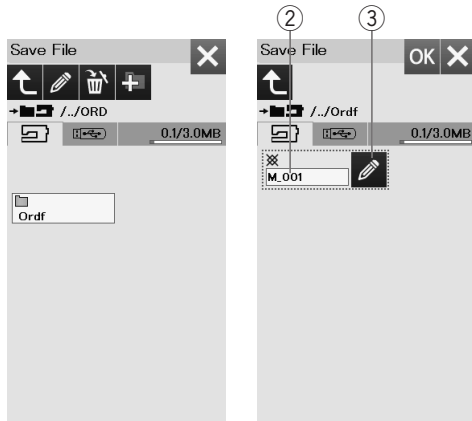 ② ③
Save File
/../ORD
0.1/3.0MB
Ordf
Save File
OK
/../Ordf
0.1/3.0MB
M_001